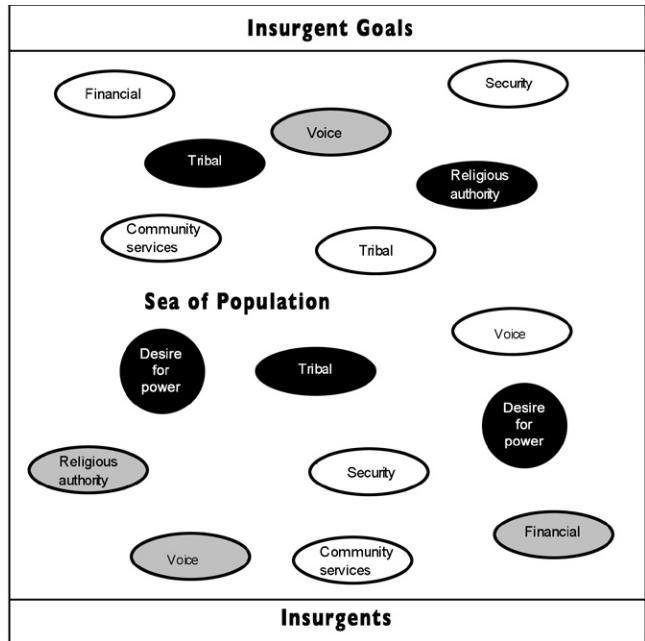 Insurgent Goals
Financial
Security
Voice
Tribal
Religious
authority
Community
services
Tribal
Sea of Population
Voice
Desire
for
power
Tribal
Desire
for
power
Religious
authority
Security
Financial
Voice
Community
services
Insurgents